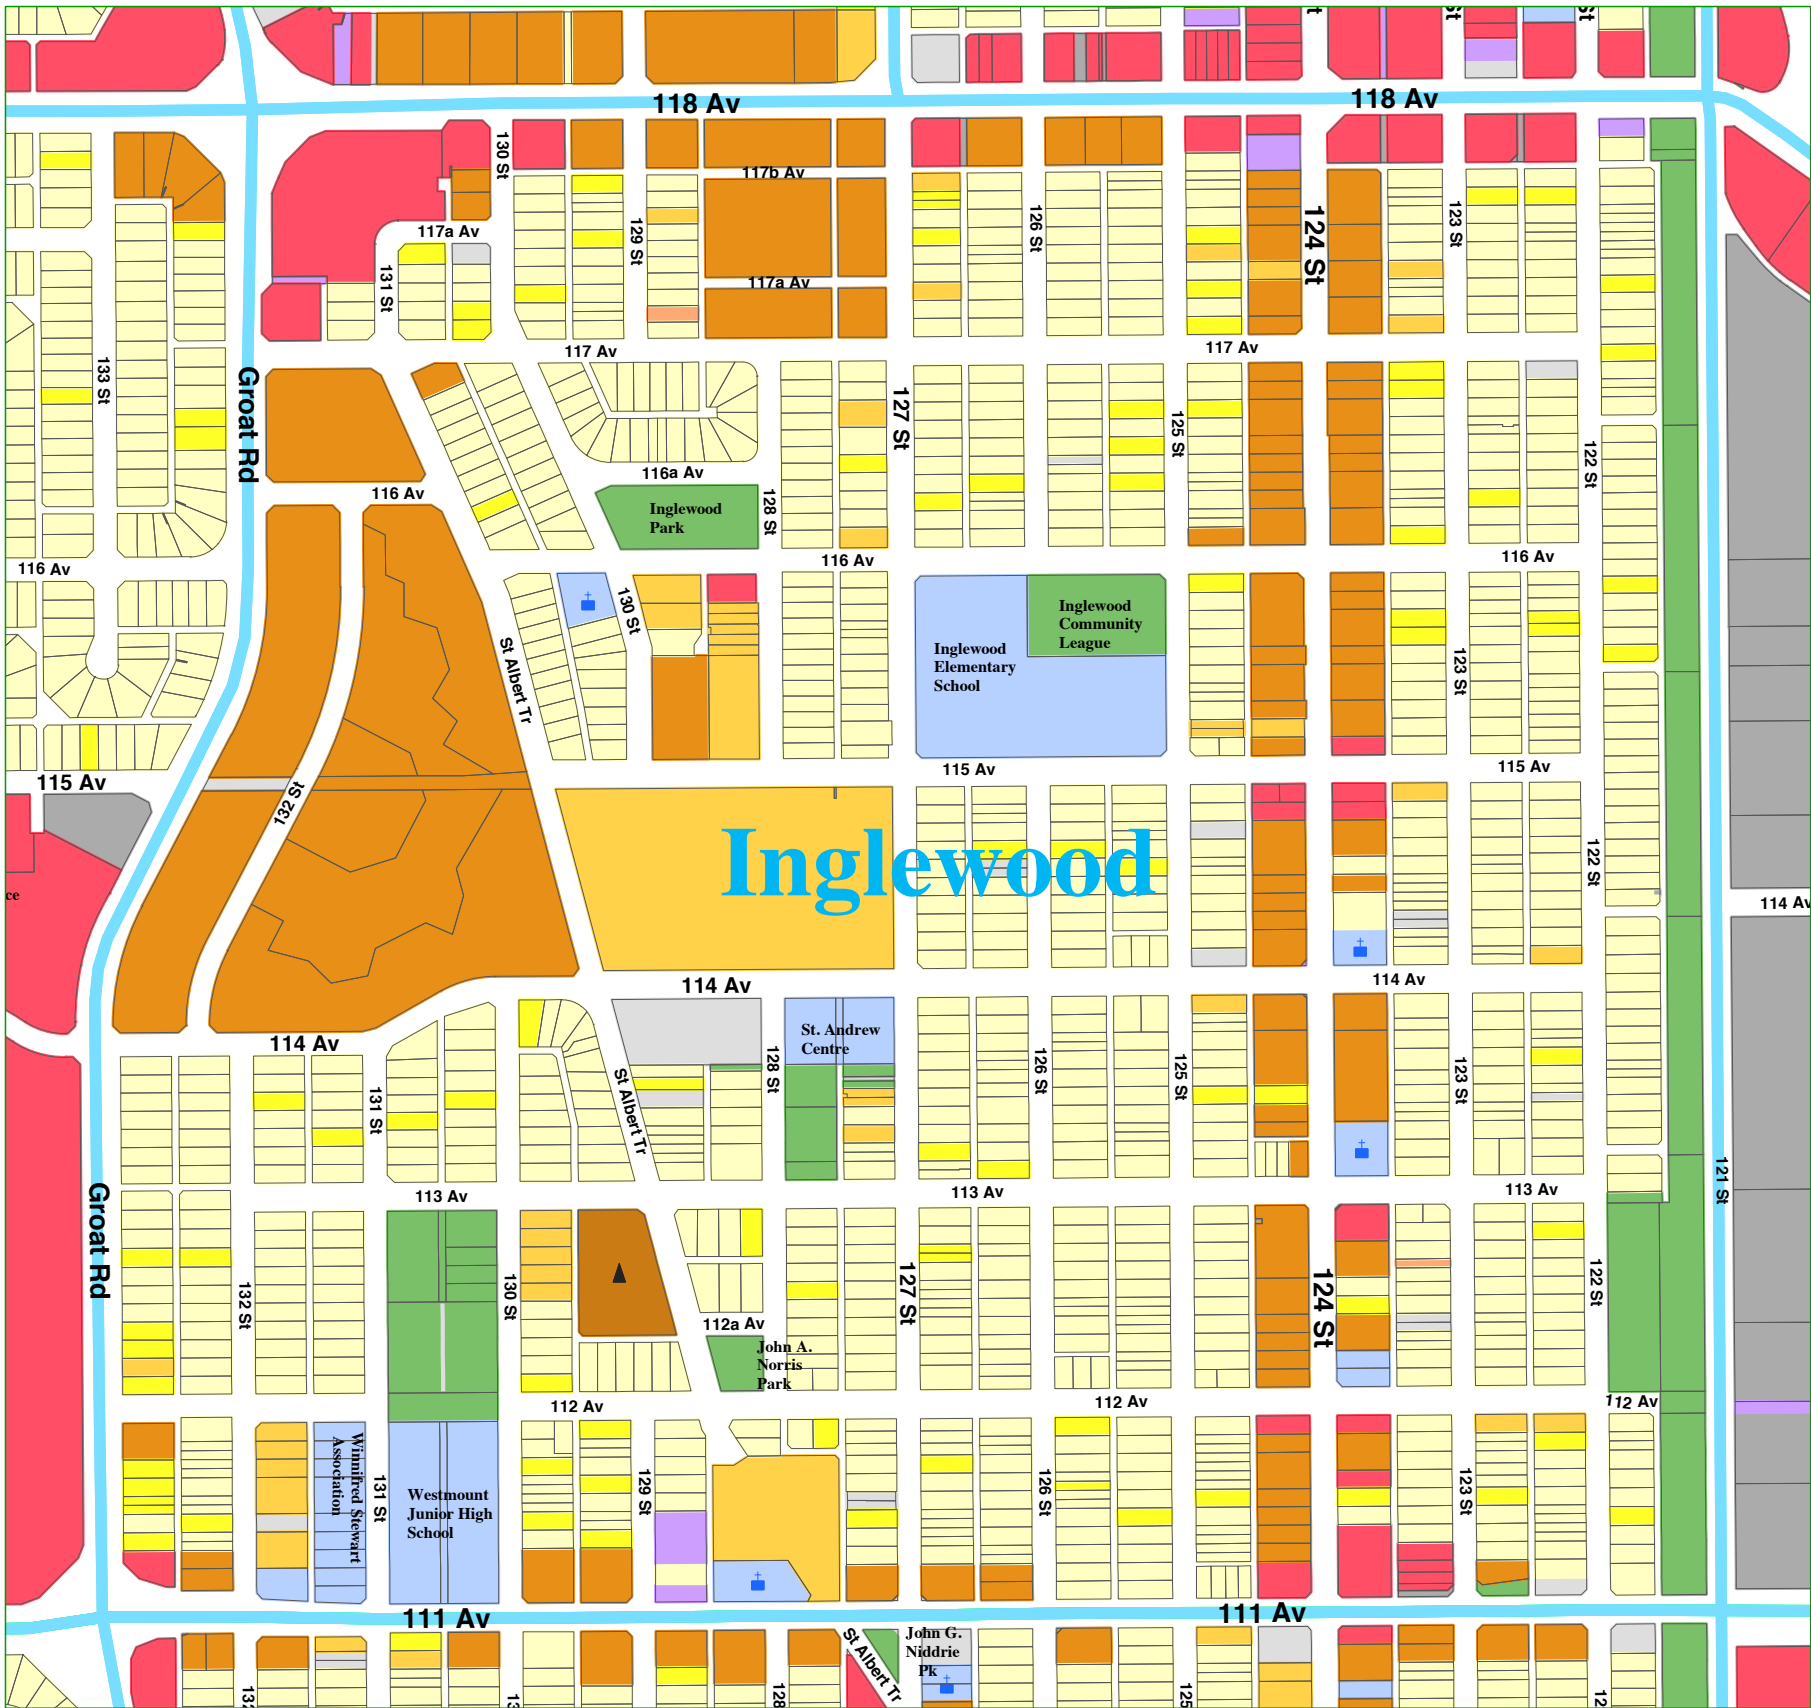 118 Av
118 Av
130 St
117b Av
117a Av
129 St
126 St
124 St
123 St
131 St
117a Av
117 Av
117 Av
133 St
Groat Rd
127 St
125 St
122 St
116a Av
116 Av
Inglewood
Park
128 St
116 Av
116 Av
116 Av
130 St
Inglewood
Community
League
Inglewood
Elementary
School
St Albert Tr
123 St
115 Av
115 Av
115 Av
132 St
Inglewood
122 St
ce
114 Av
114 Av
114 Av
St. Andrew
Centre
114 Av
128 St
126 St
125 St
123 St
131 St
St Albert Tr
121 St
113 Av
113 Av
113 Av
Groat Rd
132 St
130 St
127 St
124 St
122 St
112a Av
John A.
Norris
Park
112 Av
112 Av
112 Av
Winnifred Stewart
Association
131 St
Westmount
Junior High
School
129 St
126 St
123 St
111 Av
111 Av
St Albert Tr
John G.
Niddrie
Pk
132
13
128
125
12